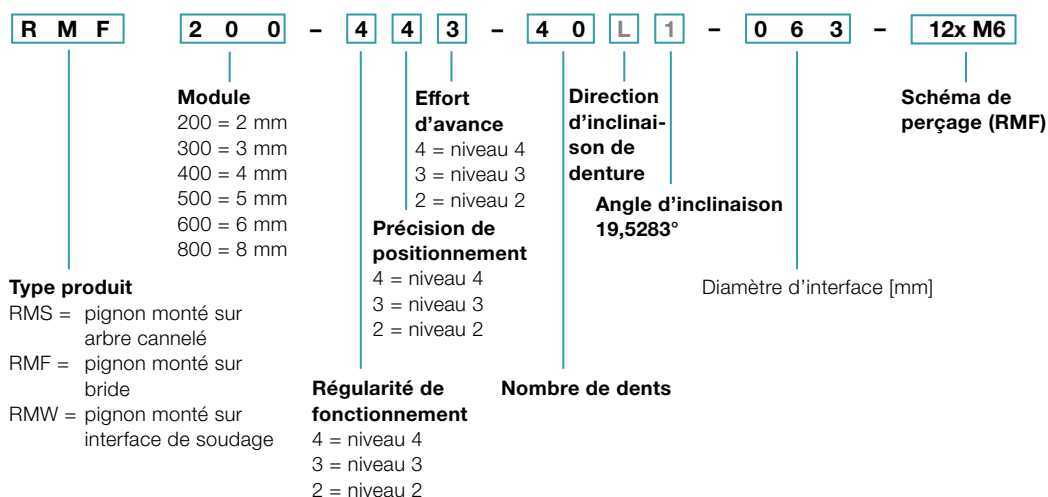 R M F 2 0 0 – 4 4 3 – 4 0 L 1 – 0 6 3 – 12x M6
Module
200 = 2 mm
300 = 3 mm
400 = 4 mm
500 = 5 mm
600 = 6 mm
800 = 8 mm
Effort
d’avance
4 = niveau 4
3 = niveau 3
2 = niveau 2
Direction
d’inclinai-
son de
denture
Schéma de
perçage (RMF)
Angle d’inclinaison
19,5283°
Précision de
positionnement
4 = niveau 4
3 = niveau 3
2 = niveau 2
Diamètre d’interface [mm]
Type produit
RMS = pignon monté sur
arbre cannelé
RMF = pignon monté sur
bride
RMW = pignon monté sur
interface de soudage
Régularité de
fonctionnement
4 = niveau 4
3 = niveau 3
2 = niveau 2
Nombre de dents